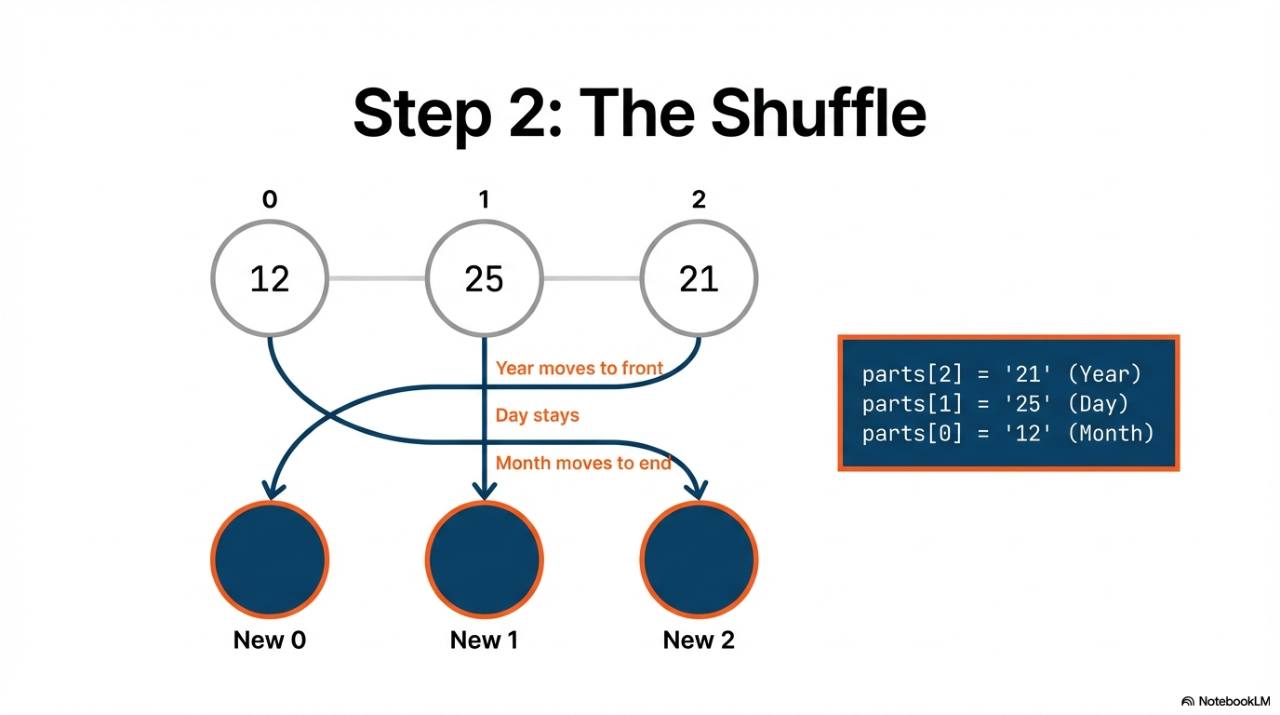 Step 2: The Shuffle
0 1 2
12 25 21
Year moves to front
Day stays
Month moves to end
New 0 New 1 New 2
parts[2] = '21' (Year)
parts[1] = '25' (Day)
parts[0] = '12' (Month)
NotebookLM